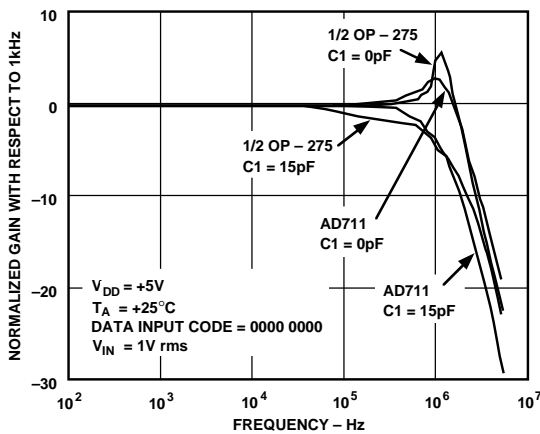 NORMALIZED GAIN WITH RESPECT TO 1kHz
10
0
–10
–20
–30
1/2 OP – 275
C1 = 0pF
1/2 OP – 275
C1 = 15pF
AD711
C1 = 0pF
AD711
C1 = 15pF
V_DD = +5V
T_A = +25°C
DATA INPUT CODE = 0000 0000
V_IN = 1V rms
10² 10³ 10⁴ 10⁵ 10⁶ 10⁷
FREQUENCY – Hz